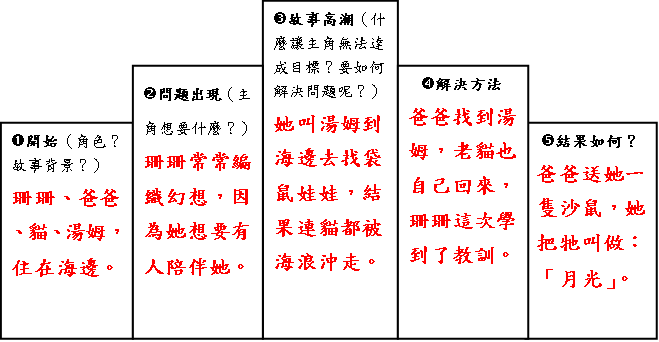 ❶開始（角色？
故事背景？）
珊珊、爸爸
、貓、湯姆，
住在海邊。
❷問題出現（主
角想要什麼？）
珊珊常常編
織幻想，因
為她想要有
人陪伴她。
❸故事高潮（什
麼讓主角無法達
成目標？要如何
解決問題呢？）
她叫湯姆到
海邊去找袋
鼠娃娃，結
果連貓都被
海浪沖走。
❹解決方法
爸爸找到湯
姆，老貓也
自己回來，
珊珊這次學
到了教訓。
❺結果如何？
爸爸送她一
隻沙鼠，她
把牠叫做：
「月光」。